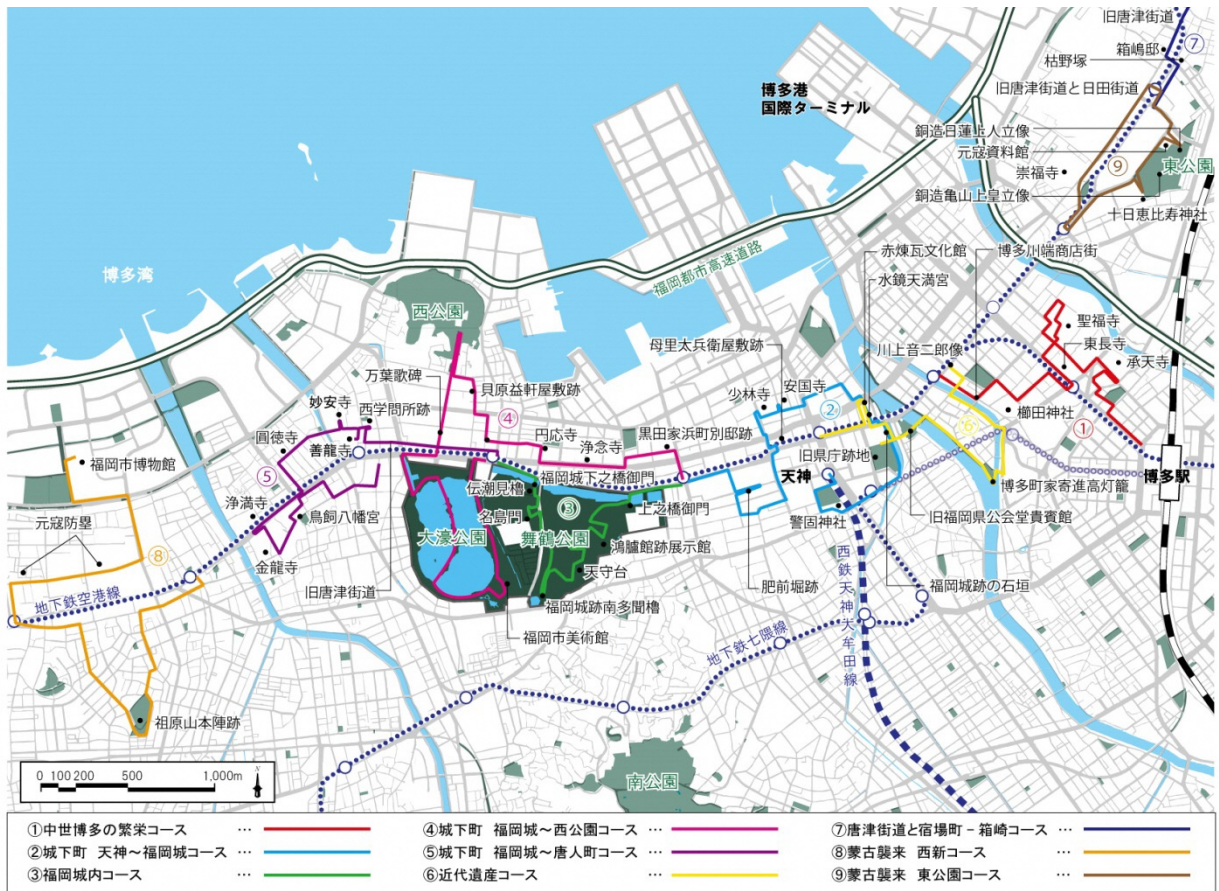 旧唐津街道
箱嶋邸
⑦
枯野塚
博多港
国際ターミナル
旧唐津街道と日田街道
銅造日蓮上人立像
元寇資料館
崇福寺
⑨
東公園
銅造亀山上皇立像
十日恵比寿神社
福岡都市高速道路
赤煉瓦文化館
博多川端商店街
水鏡天満宮
博多湾
西公園
聖福寺
母里太兵衛屋敷跡
川上音二郎像
東長寺
承天寺
万葉歌碑
貝原益軒屋敷跡
少林寺
安国寺
妙安寺
西学問所跡
④
②
櫛田神社
①
圓徳寺
善龍寺
円応寺
浄念寺
黒田家浜町別邸跡
⑥
福岡市博物館
⑤
旧県庁跡地
福岡城下之橋御門
天神
博多駅
伝潮見櫓
博多町家寄進高灯籠
浄満寺
名島門
③
上之橋御門
元寇防塁
鳥飼八幡宮
警固神社
旧福岡県公会堂貴賓館
大濠公園
舞鶴公園
鴻臚館跡展示館
⑧
金龍寺
天守台
旧唐津街道
肥前堀跡
福岡城跡の石垣
地下鉄空港線
福岡城跡南多聞櫓
西鉄天神大牟田線
福岡市美術館
地下鉄七隈線
祖原山本陣跡
南公園
0 100 200 500 1,000m
N
①中世博多の繁栄コース …
②城下町 天神～福岡城コース …
③福岡城内コース …
④城下町 福岡城～西公園コース …
⑤城下町 福岡城～唐人町コース …
⑥近代遺産コース …
⑦唐津街道と宿場町－箱崎コース …
⑧蒙古襲来 西新コース …
⑨蒙古襲来 東公園コース …